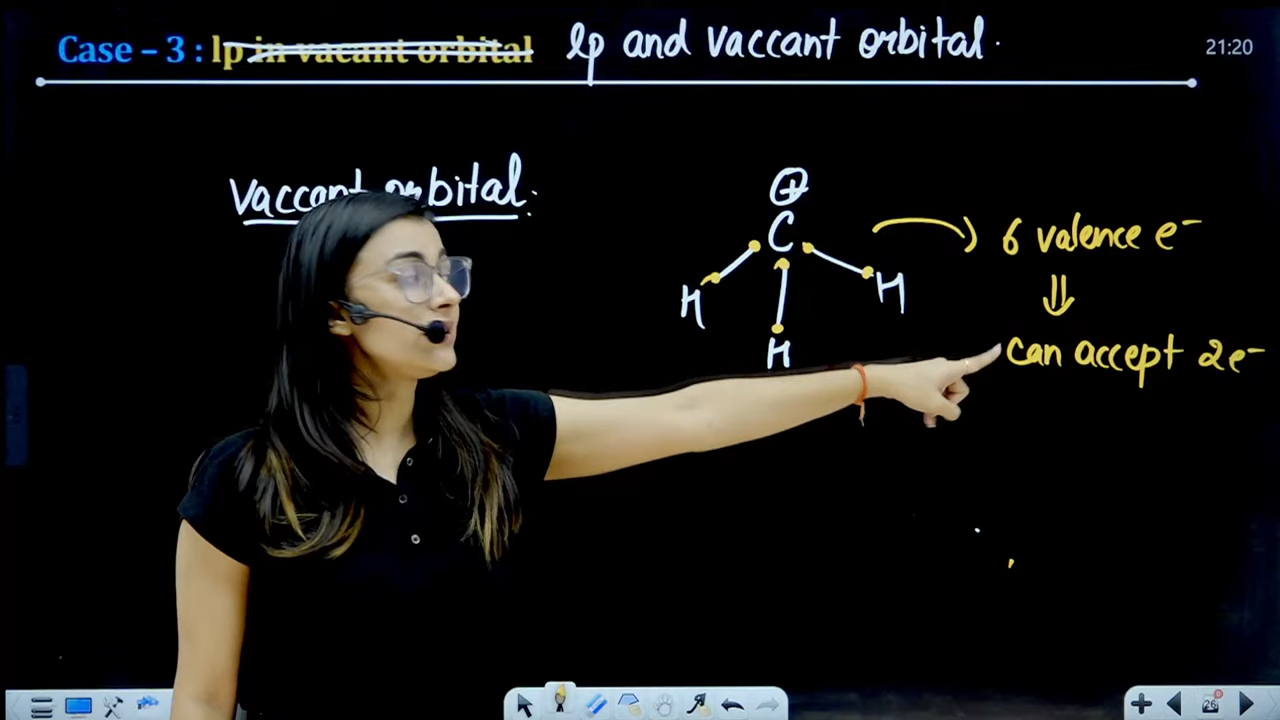 Case – 3 : lp in vacant orbital lp and vaccant orbital.
21:20
vaccant orbital:
⊕
C
H H
H
6 valence e⁻
⇓
can accept 2e⁻
26